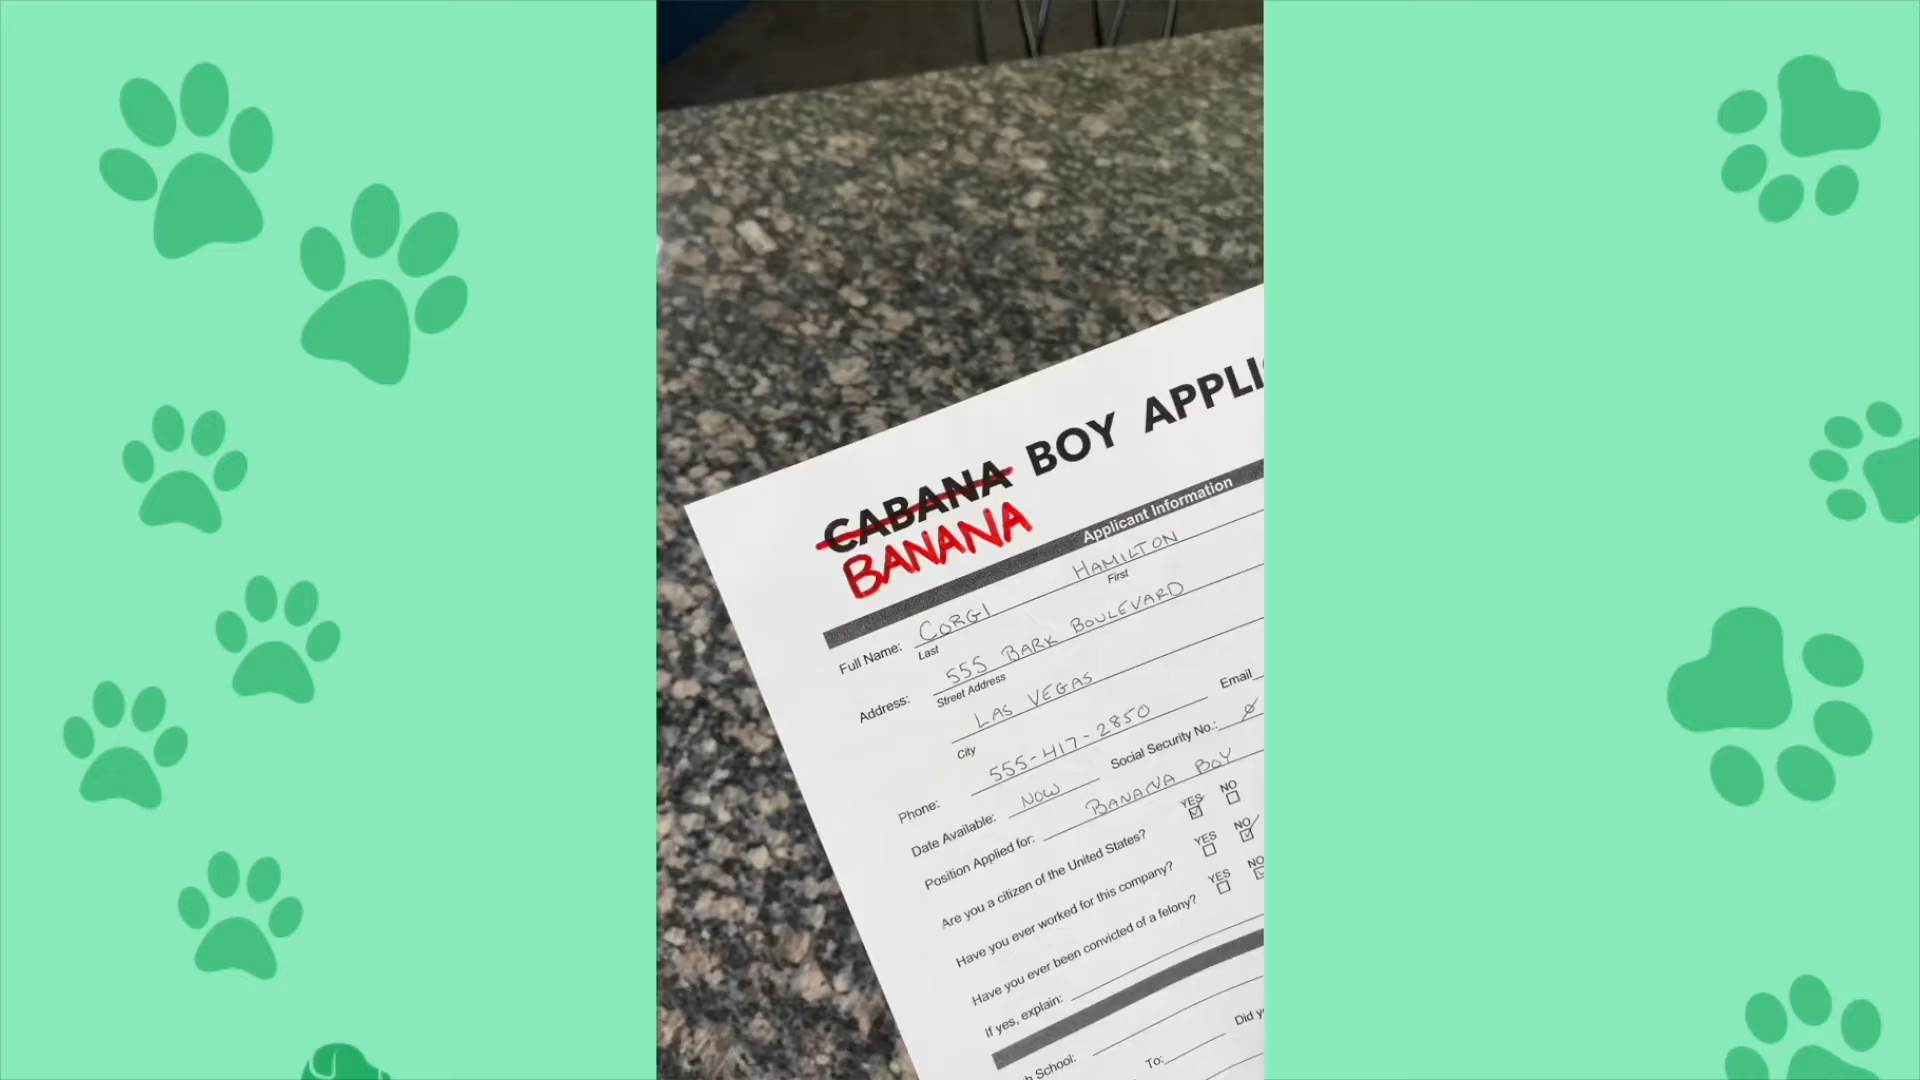 CABANA BOY APPLI
BANANA
Applicant Information
Full Name: CORGI HAMILTON
Last First
Address: 555 BARK BOULEVARD
Street Address
LAS VEGAS
City
Phone: 555-417-2850 Email
Date Available: NOW Social Security No.:
Position Applied for: BANANA BOY
Are you a citizen of the United States? YES NO
Have you ever worked for this company? YES NO
Have you ever been convicted of a felony? YES NO
If yes, explain:
h School: Did y
To: